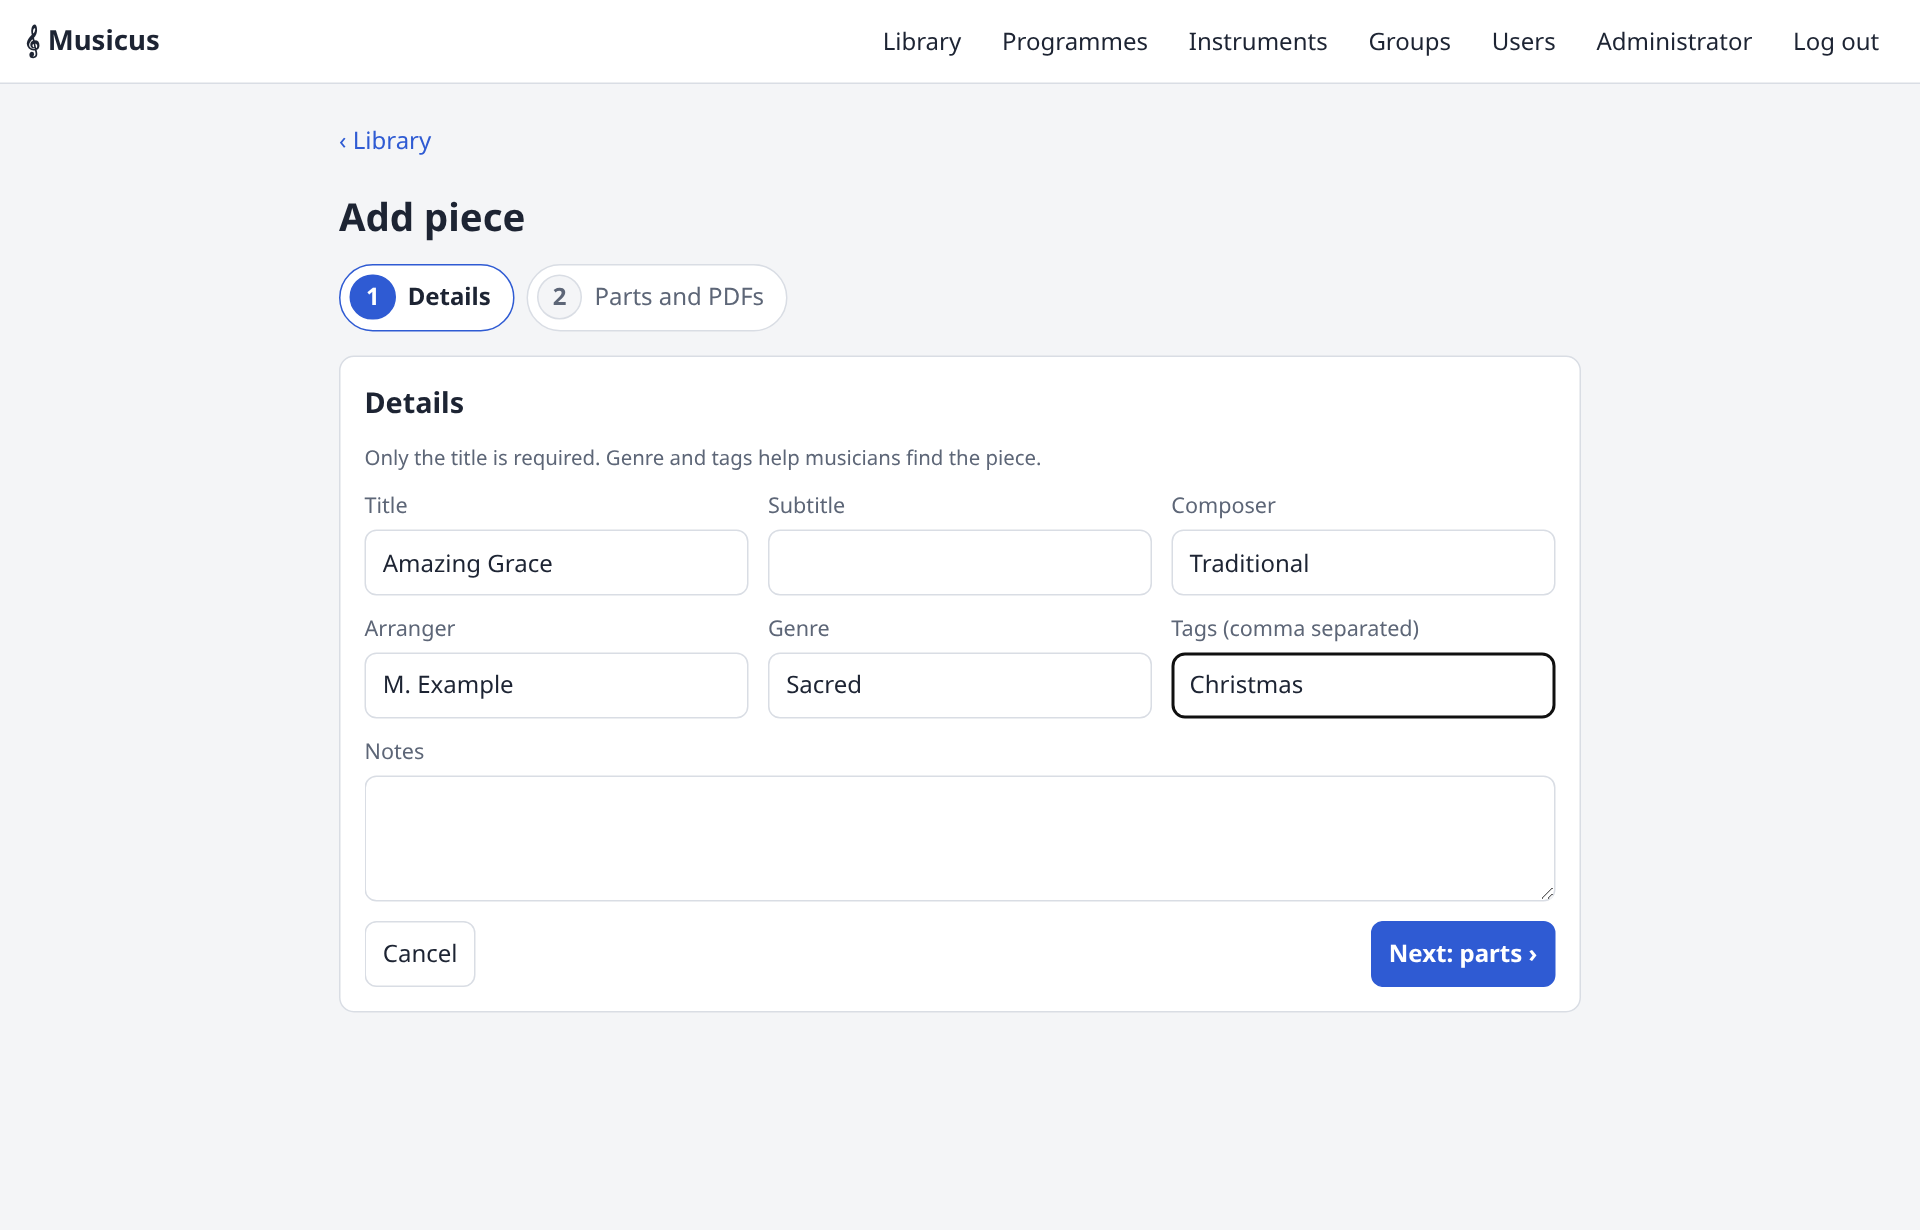 Musicus
Library Programmes Instruments Groups Users Administrator Log out
‹ Library
Add piece
1 Details
2 Parts and PDFs
Details
Only the title is required. Genre and tags help musicians find the piece.
Title Subtitle Composer
Amazing Grace Traditional
Arranger Genre Tags (comma separated)
M. Example Sacred Christmas
Notes
Cancel Next: parts ›